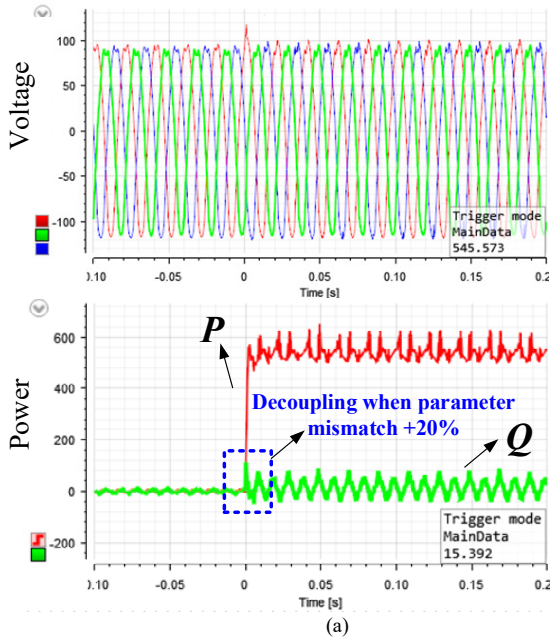 Voltage
100
50
0
-50
-100
Trigger mode
MainData
545.573
0.10 -0.05 0 0.05 0.10 0.15 0.2
Time [s]
Power
600
400
200
0
-200
P
Decoupling when parameter
mismatch +20%
Q
Trigger mode
MainData
15.392
0.10 -0.05 0 0.05 0.10 0.15 0.2
Time [s]
(a)